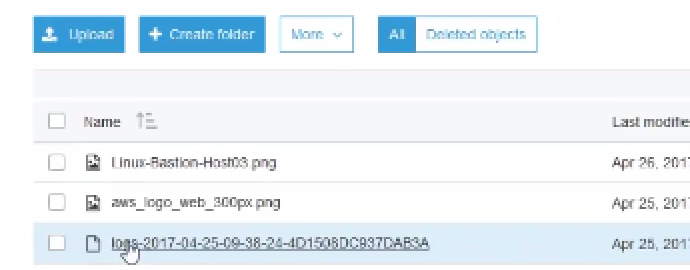 Upload Create folder More All Deleted objects
Name Last modifie
Linux-Bastion-Host03.png Apr 26, 2017
aws_logo_web_300px.png Apr 25, 2017
logs-2017-04-25-09-38-24-4D1508DC937DAB3A Apr 25, 2017